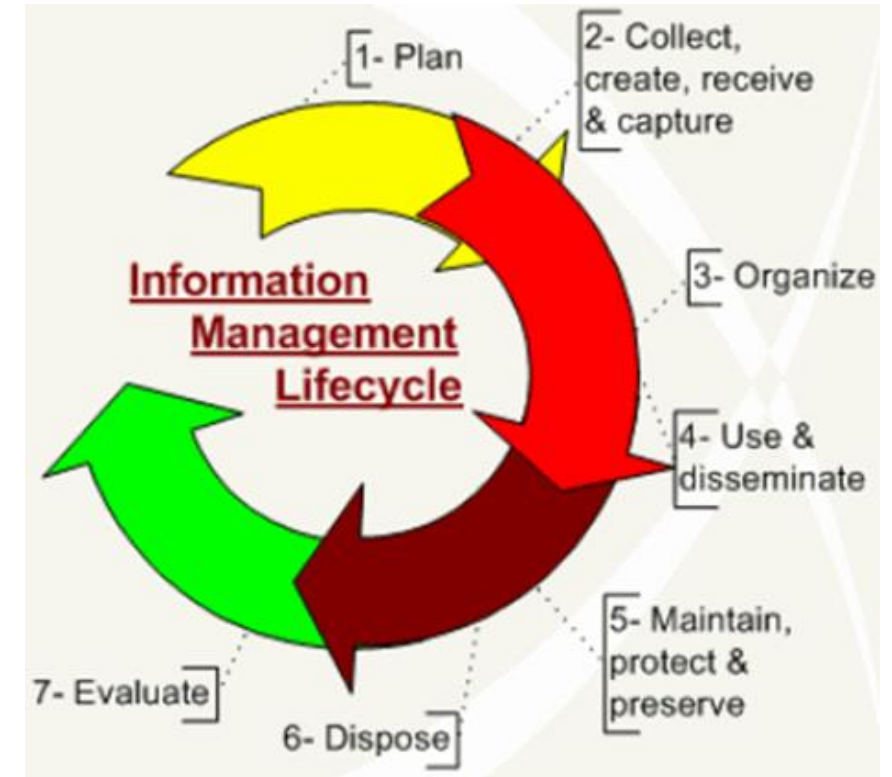 1- Plan
2- Collect,
create, receive
& capture
3- Organize
Information
Management
Lifecycle
4- Use &
disseminate
5- Maintain,
protect &
preserve
6- Dispose
7- Evaluate